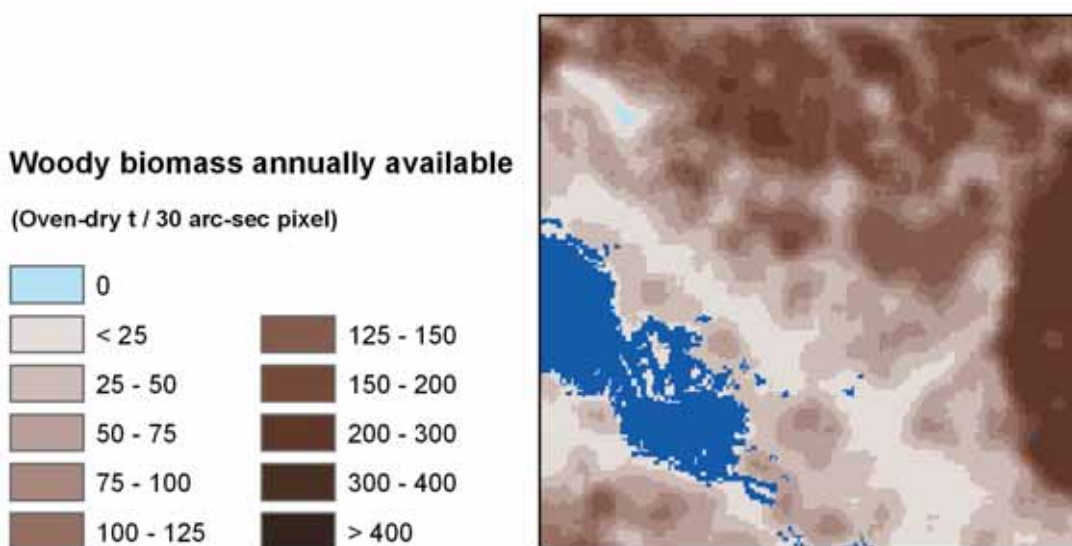 Woody biomass annually available
(Oven-dry t / 30 arc-sec pixel)
0
< 25
25 - 50
50 - 75
75 - 100
100 - 125
125 - 150
150 - 200
200 - 300
300 - 400
> 400